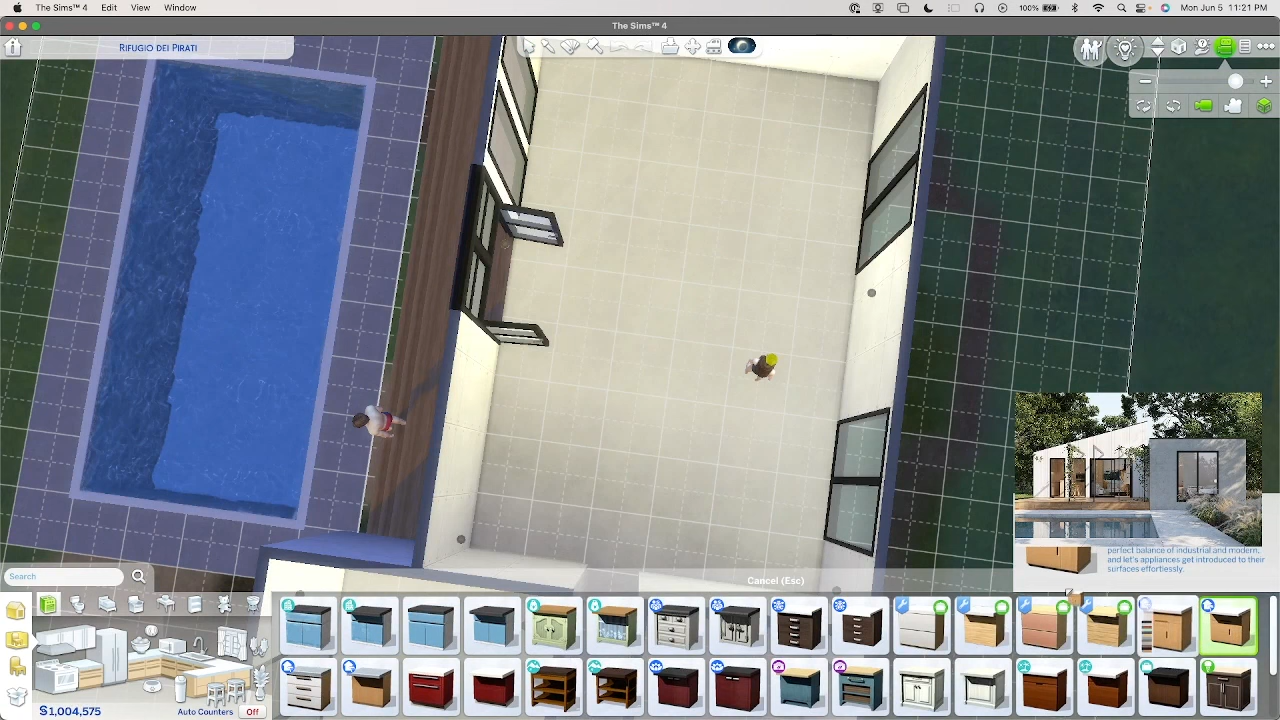 The Sims™ 4 Edit View Window
100% Mon Jun 5 11:21 PM
The Sims™ 4
RIFUGIO DEI PIRATI
perfect balance of industrial and modern,
and let's appliances get introduced to their
surfaces effortlessly.
Search
Cancel (Esc)
§1,004,575
Auto Counters Off